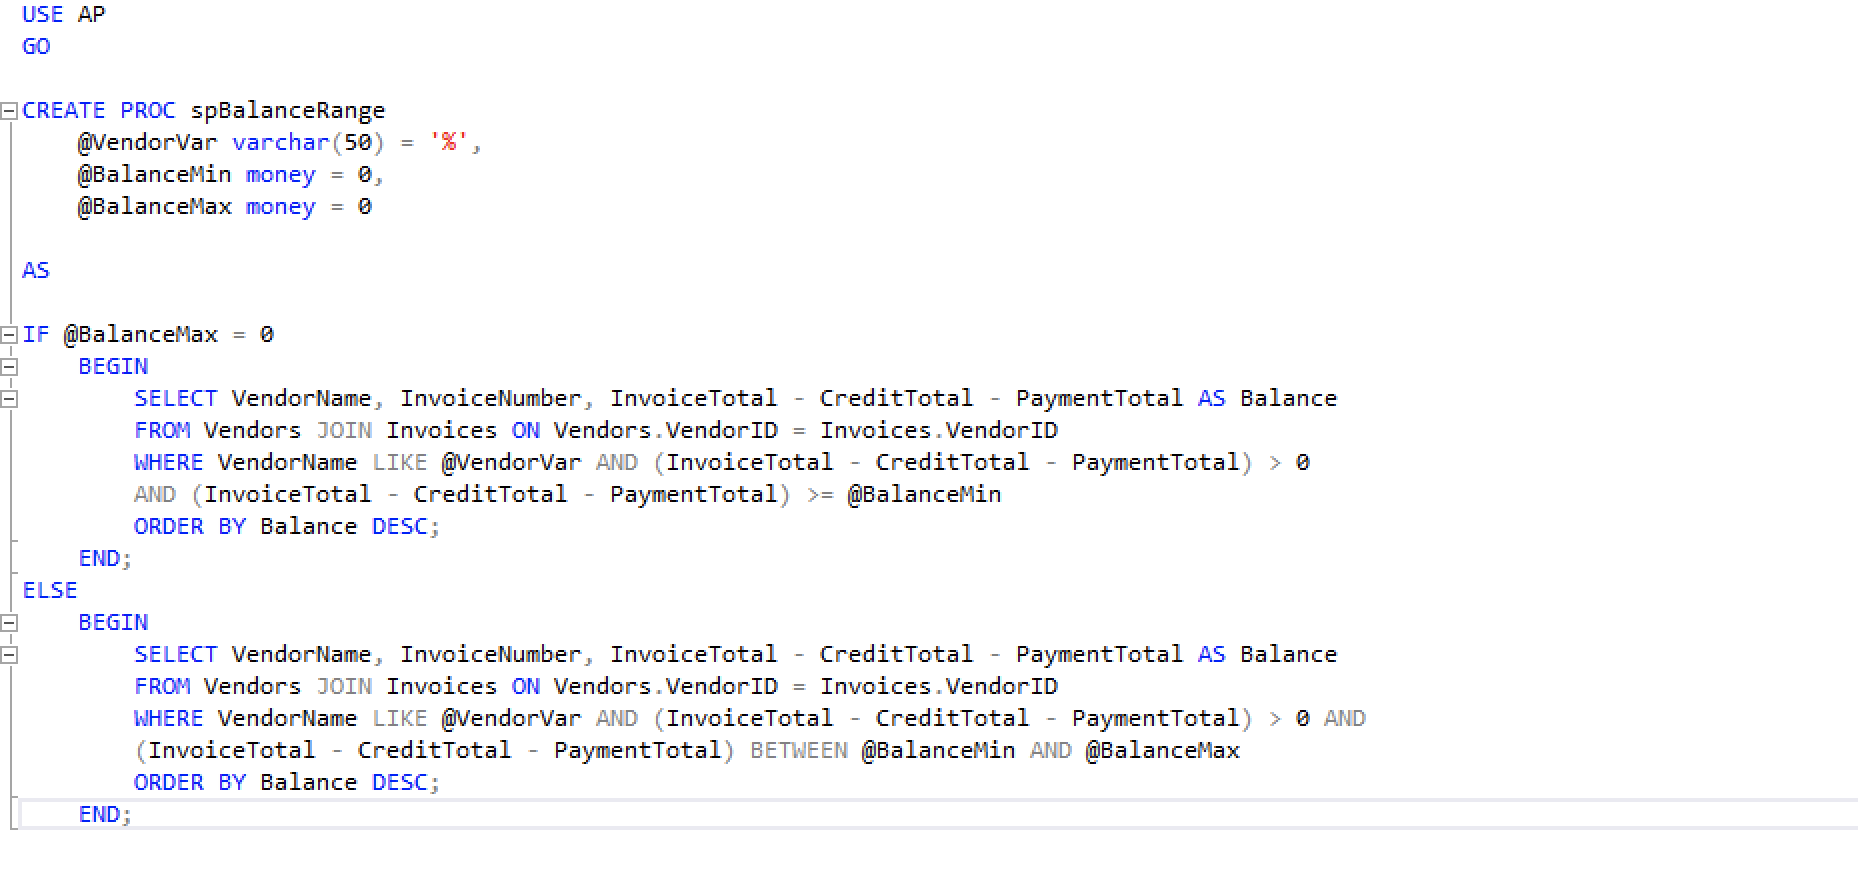 USE AP
GO
CREATE PROC spBalanceRange
@VendorVar varchar(50) = '%',
@BalanceMin money = 0,
@BalanceMax money = 0
AS
IF @BalanceMax = 0
BEGIN
SELECT VendorName, InvoiceNumber, InvoiceTotal - CreditTotal - PaymentTotal AS Balance
FROM Vendors JOIN Invoices ON Vendors.VendorID = Invoices.VendorID
WHERE VendorName LIKE @VendorVar AND (InvoiceTotal - CreditTotal - PaymentTotal) > 0
AND (InvoiceTotal - CreditTotal - PaymentTotal) >= @BalanceMin
ORDER BY Balance DESC;
END;
ELSE
BEGIN
SELECT VendorName, InvoiceNumber, InvoiceTotal - CreditTotal - PaymentTotal AS Balance
FROM Vendors JOIN Invoices ON Vendors.VendorID = Invoices.VendorID
WHERE VendorName LIKE @VendorVar AND (InvoiceTotal - CreditTotal - PaymentTotal) > 0 AND
(InvoiceTotal - CreditTotal - PaymentTotal) BETWEEN @BalanceMin AND @BalanceMax
ORDER BY Balance DESC;
END;